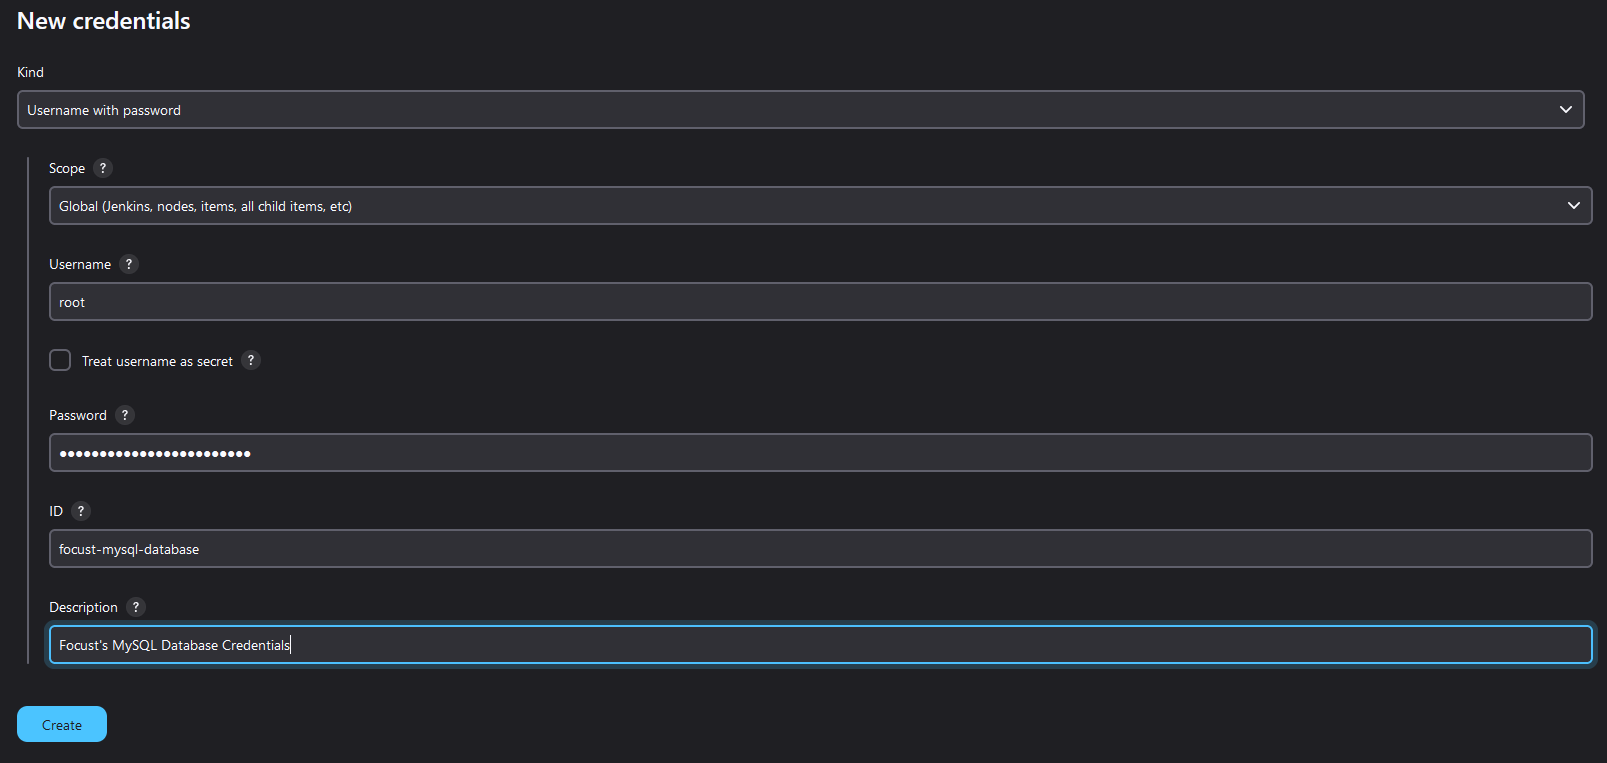 New credentials
Kind
Username with password
Scope ?
Global (Jenkins, nodes, items, all child items, etc)
Username ?
root
Treat username as secret ?
Password ?
••••••••••••••••••••••••
ID ?
focust-mysql-database
Description ?
Focust's MySQL Database Credentials
Create